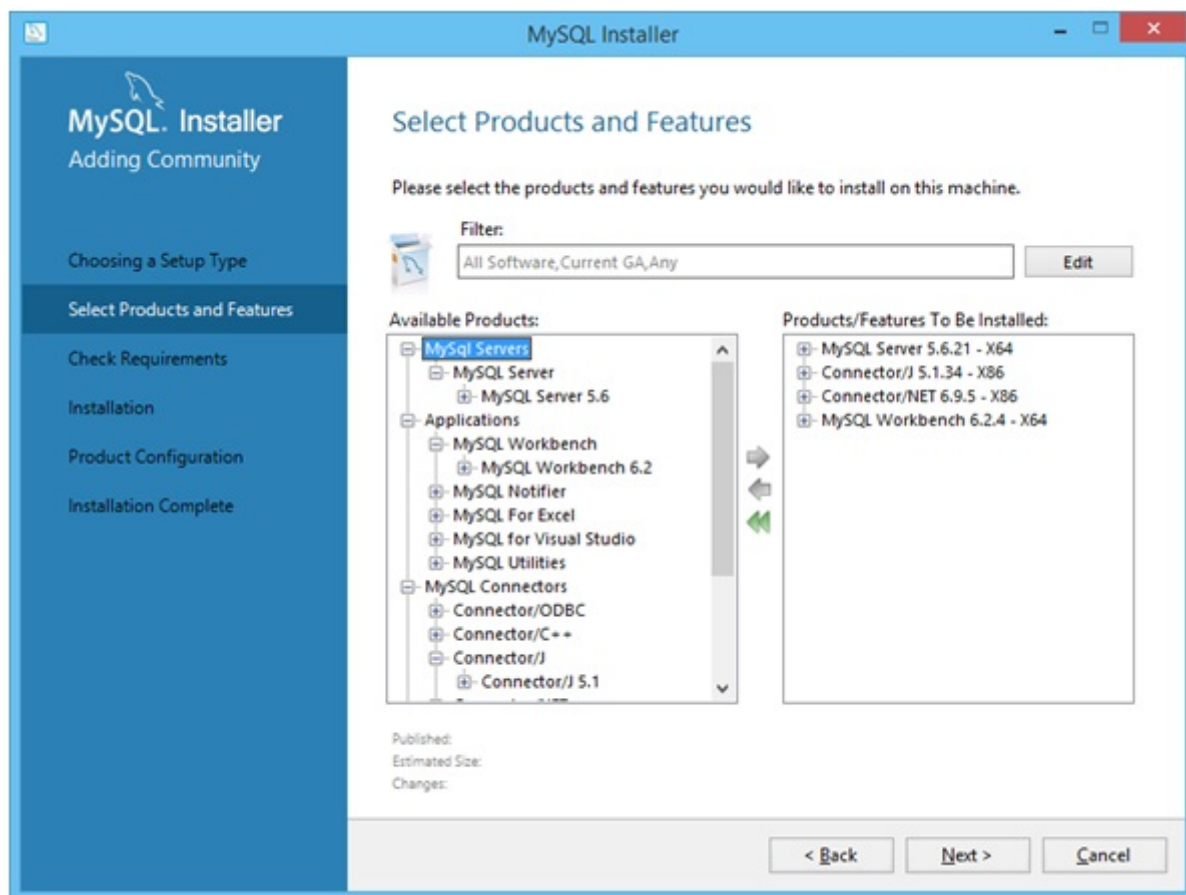 MySQL Installer
MySQL. Installer
Adding Community
Choosing a Setup Type
Select Products and Features
Check Requirements
Installation
Product Configuration
Installation Complete
Select Products and Features
Please select the products and features you would like to install on this machine.
Filter:
All Software,Current GA,Any
Edit
Available Products:
MySql Servers
MySQL Server
MySQL Server 5.6
Applications
MySQL Workbench
MySQL Workbench 6.2
MySQL Notifier
MySQL For Excel
MySQL for Visual Studio
MySQL Utilities
MySQL Connectors
Connector/ODBC
Connector/C++
Connector/J
Connector/J 5.1
Products/Features To Be Installed:
MySQL Server 5.6.21 - X64
Connector/J 5.1.34 - X86
Connector/NET 6.9.5 - X86
MySQL Workbench 6.2.4 - X64
Published:
Estimated Size:
Changes:
< Back
Next >
Cancel